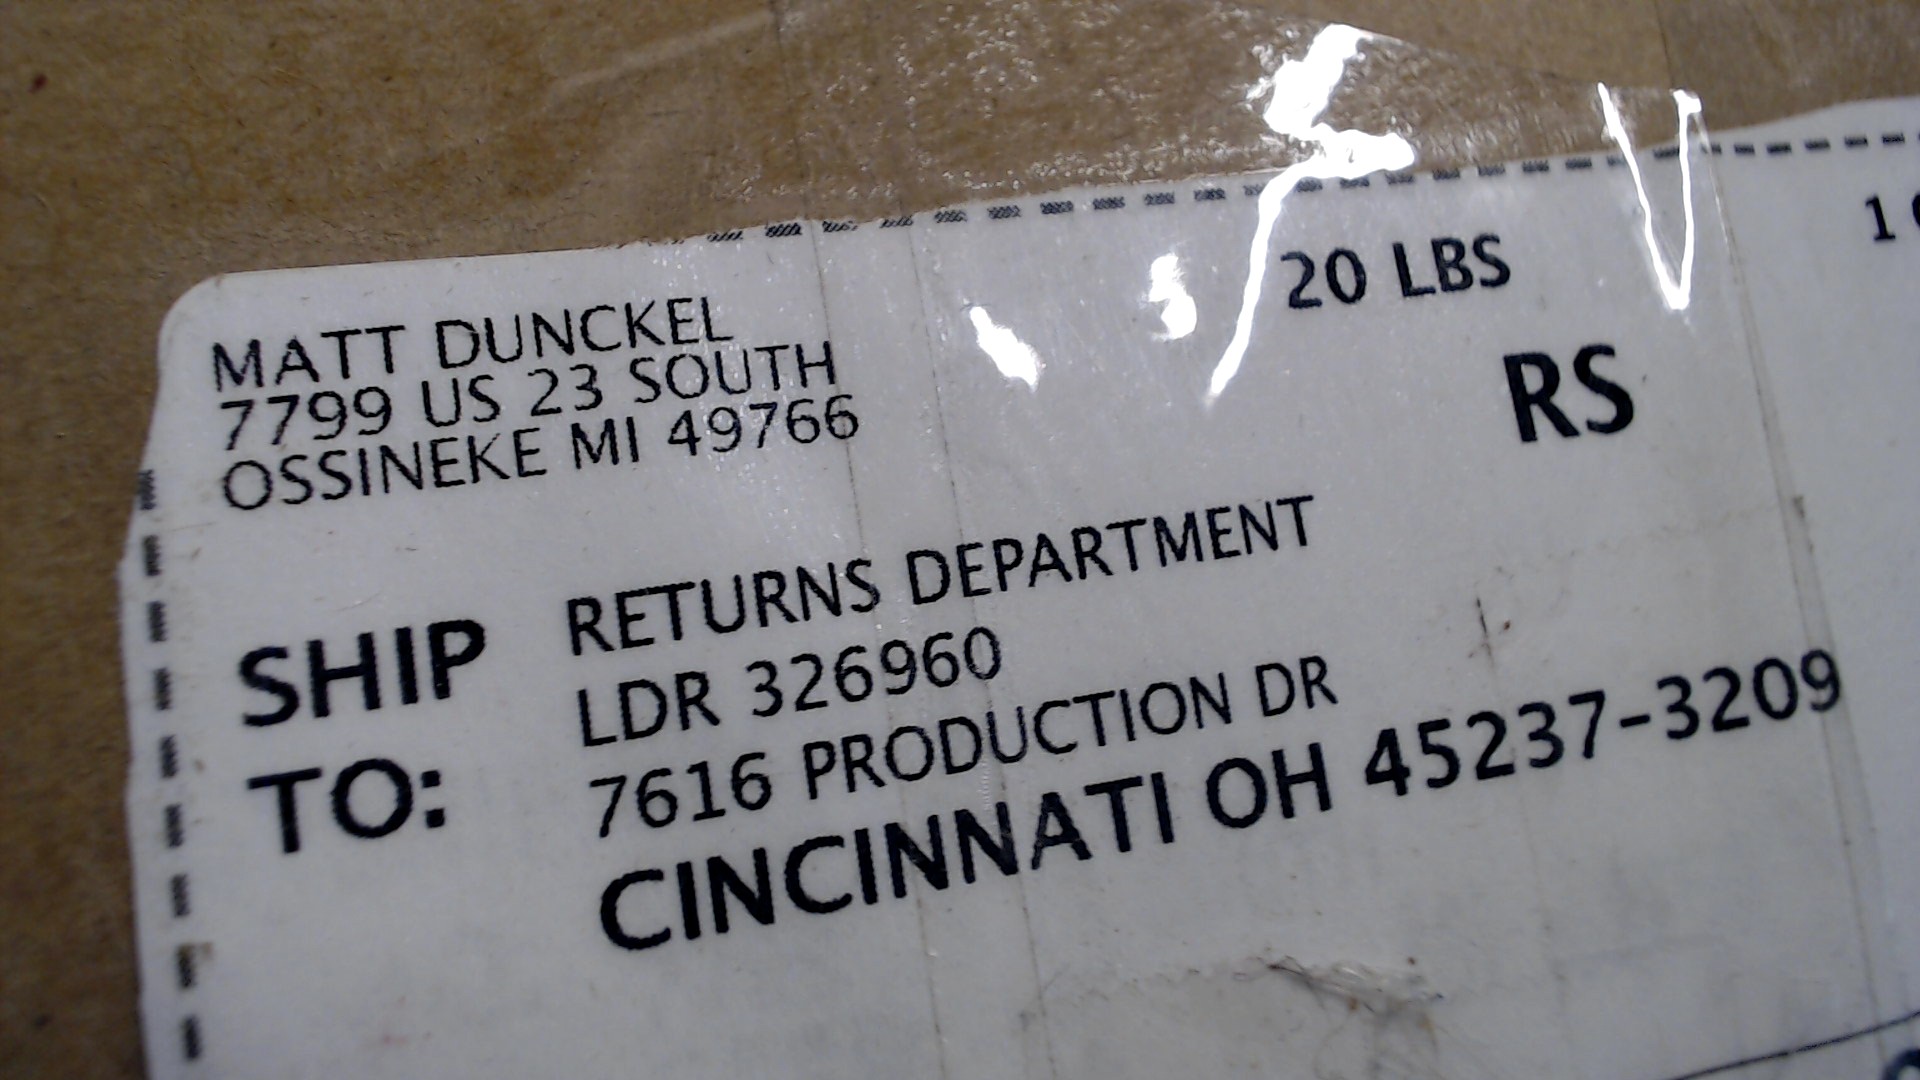 MATT DUNCKEL
7799 US 23 SOUTH
OSSINEKE MI 49766
20 LBS
1
RS
SHIP TO:
RETURNS DEPARTMENT
LDR 326960
7616 PRODUCTION DR
CINCINNATI OH 45237-3209